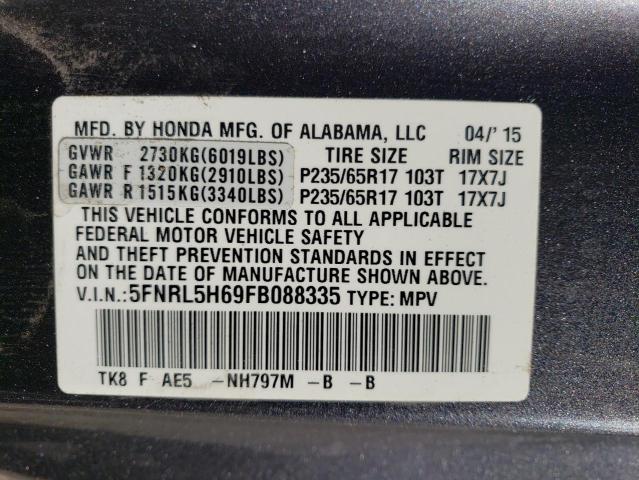 MFD. BY HONDA MFG. OF ALABAMA, LLC 04/' 15
GVWR 2730KG(6019LBS) TIRE SIZE RIM SIZE
GAWR F 1320KG(2910LBS) P235/65R17 103T 17X7J
GAWR R 1515KG(3340LBS) P235/65R17 103T 17X7J
THIS VEHICLE CONFORMS TO ALL APPLICABLE
FEDERAL MOTOR VEHICLE SAFETY
AND THEFT PREVENTION STANDARDS IN EFFECT
ON THE DATE OF MANUFACTURE SHOWN ABOVE.
V.I.N.:5FNRL5H69FB088335 TYPE: MPV
TK8 F AE5 -NH797M -B -B